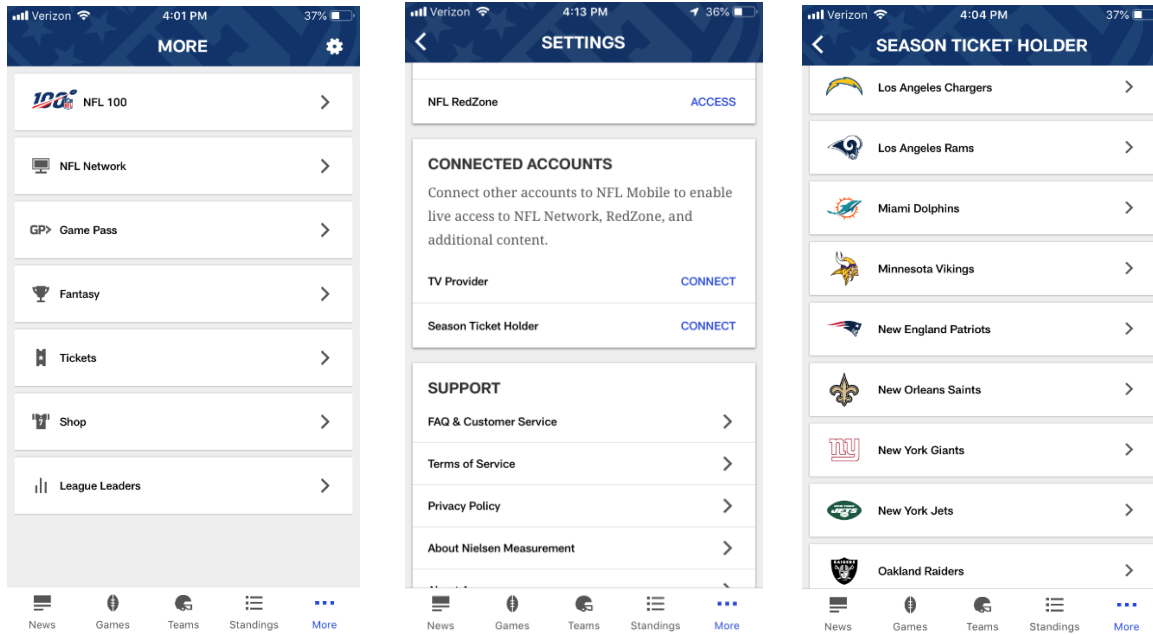 Verizon 4:01 PM 37%
MORE
100 NFL 100
NFL Network
GP> Game Pass
Fantasy
Tickets
7 Shop
League Leaders
News Games Teams Standings More
Verizon 4:13 PM 36%
SETTINGS
NFL RedZone ACCESS
CONNECTED ACCOUNTS
Connect other accounts to NFL Mobile to enable
live access to NFL Network, RedZone, and
additional content.
TV Provider CONNECT
Season Ticket Holder CONNECT
SUPPORT
FAQ & Customer Service
Terms of Service
Privacy Policy
About Nielsen Measurement
News Games Teams Standings More
Verizon 4:04 PM 37%
SEASON TICKET HOLDER
Los Angeles Chargers
Los Angeles Rams
Miami Dolphins
Minnesota Vikings
New England Patriots
New Orleans Saints
ny New York Giants
JETS New York Jets
RAIDERS Oakland Raiders
News Games Teams Standings More